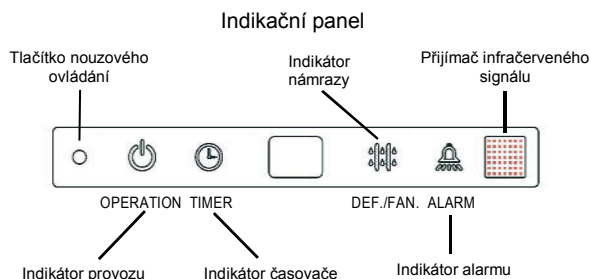 Indikační panel
Tlačítko nouzového
ovládání
Indikátor
námrazy
Přijímač infračerveného
signálu
OPERATION TIMER
DEF./FAN. ALARM
Indikátor provozu
Indikátor časovače
Indikátor alarmu